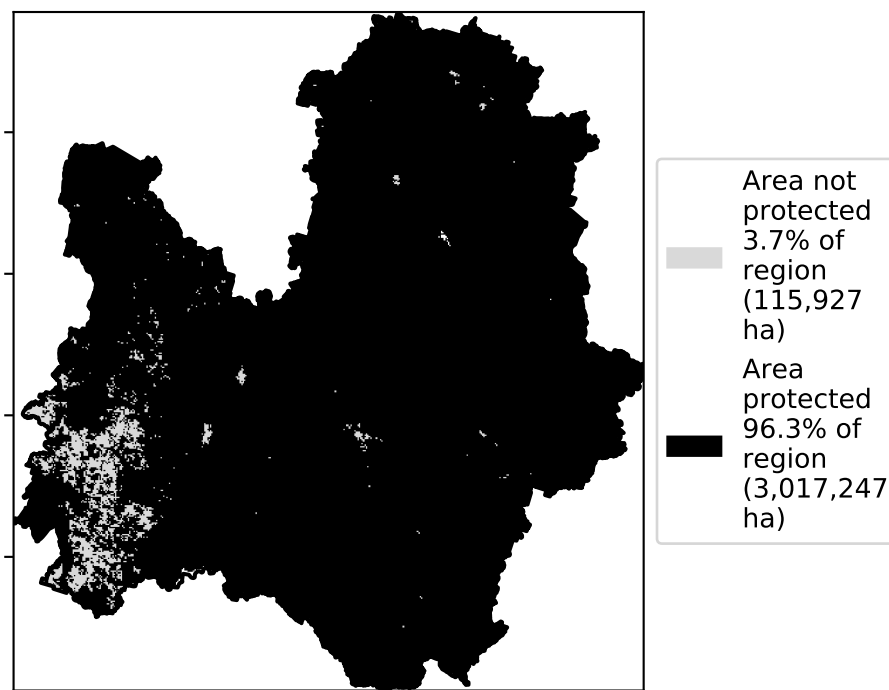 Area not
protected
3.7% of
region
(115,927
ha)
Area
protected
96.3% of
region
(3,017,247
ha)